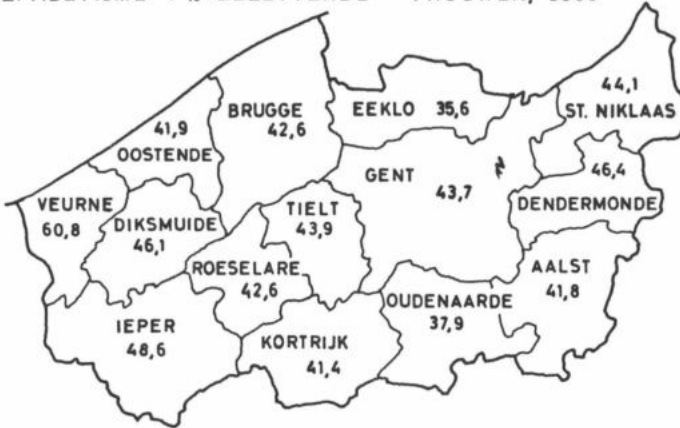 BRUGGE
42,6
EEKLO 35,6
44,1
ST. NIKLAAS
41,9
OOSTENDE
GENT
43,7
46,4
DENDERMONDE
VEURNE
60,8
DIKSMUIDE
46,1
TIELT
43,9
ROESELARE
42,6
AALST
41,8
OUDENAARDE
37,9
IEPER
48,6
KORTRIJK
41,4